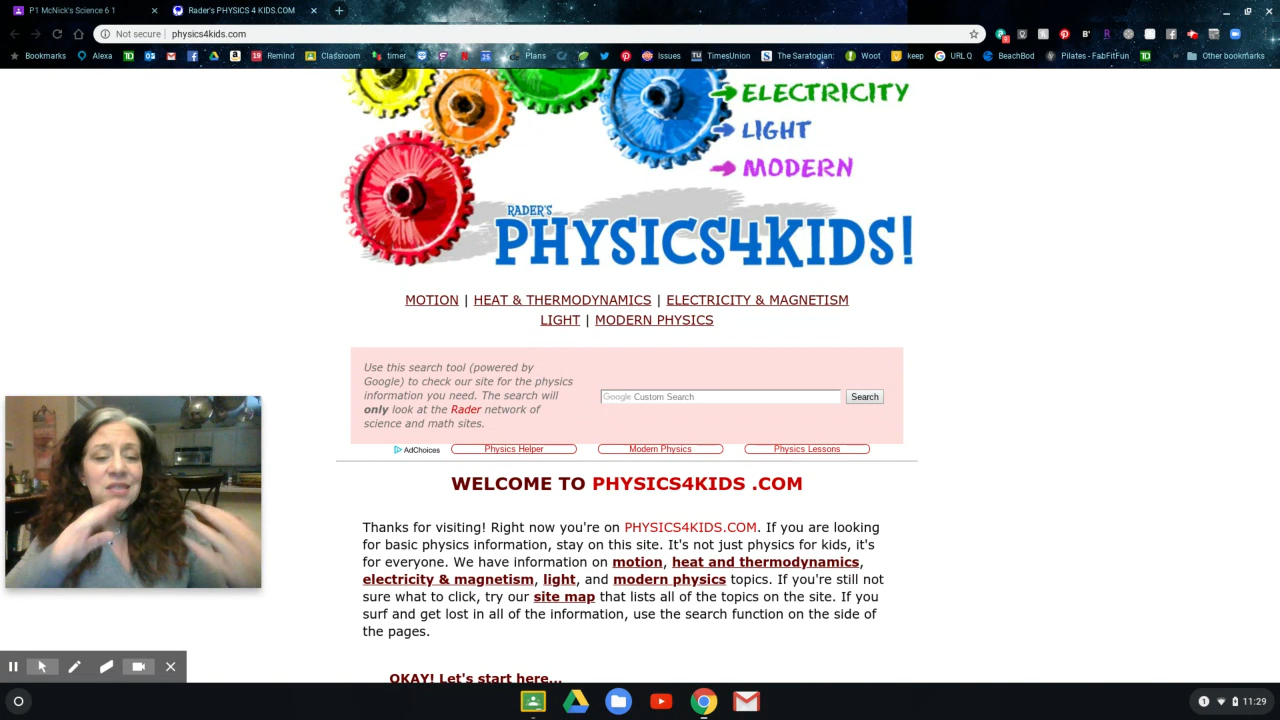 P1 McNick's Science 6 1
Rader's PHYSICS 4 KIDS.COM
Not secure | physics4kids.com
Bookmarks Alexa TD OL M f a 19 Remind Classroom timer Plans Issues TimesUnion S The Saratogian: Woot keep URL Q BeachBod Pilates - FabFitFun TD » Other bookmarks
ELECTRICITY
LIGHT
MODERN
RADER'S
PHYSICS4KIDS!
MOTION | HEAT & THERMODYNAMICS | ELECTRICITY & MAGNETISM
LIGHT | MODERN PHYSICS
Use this search tool (powered by
Google) to check our site for the physics
information you need. The search will
only look at the Rader network of
science and math sites.
Google Custom Search
Search
AdChoices
Physics Helper
Modern Physics
Physics Lessons
WELCOME TO PHYSICS4KIDS .COM
Thanks for visiting! Right now you're on PHYSICS4KIDS.COM. If you are looking
for basic physics information, stay on this site. It's not just physics for kids, it's
for everyone. We have information on motion, heat and thermodynamics,
electricity & magnetism, light, and modern physics topics. If you're still not
sure what to click, try our site map that lists all of the topics on the site. If you
surf and get lost in all of the information, use the search function on the side of
the pages.
OKAY! Let's start here...
1
11:29